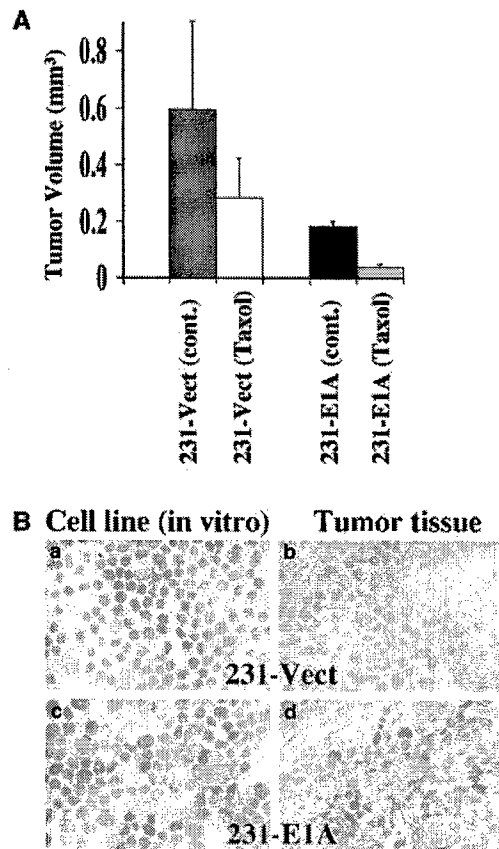 A
Tumor Volume (mm³)
0.8
0.6
0.4
0.2
0
231-Vect (cont.)
231-Vect (Taxol)
231-E1A (cont.)
231-E1A (Taxol)
B Cell line (in vitro) Tumor tissue
a b
231-Vect
c d
231-E1A